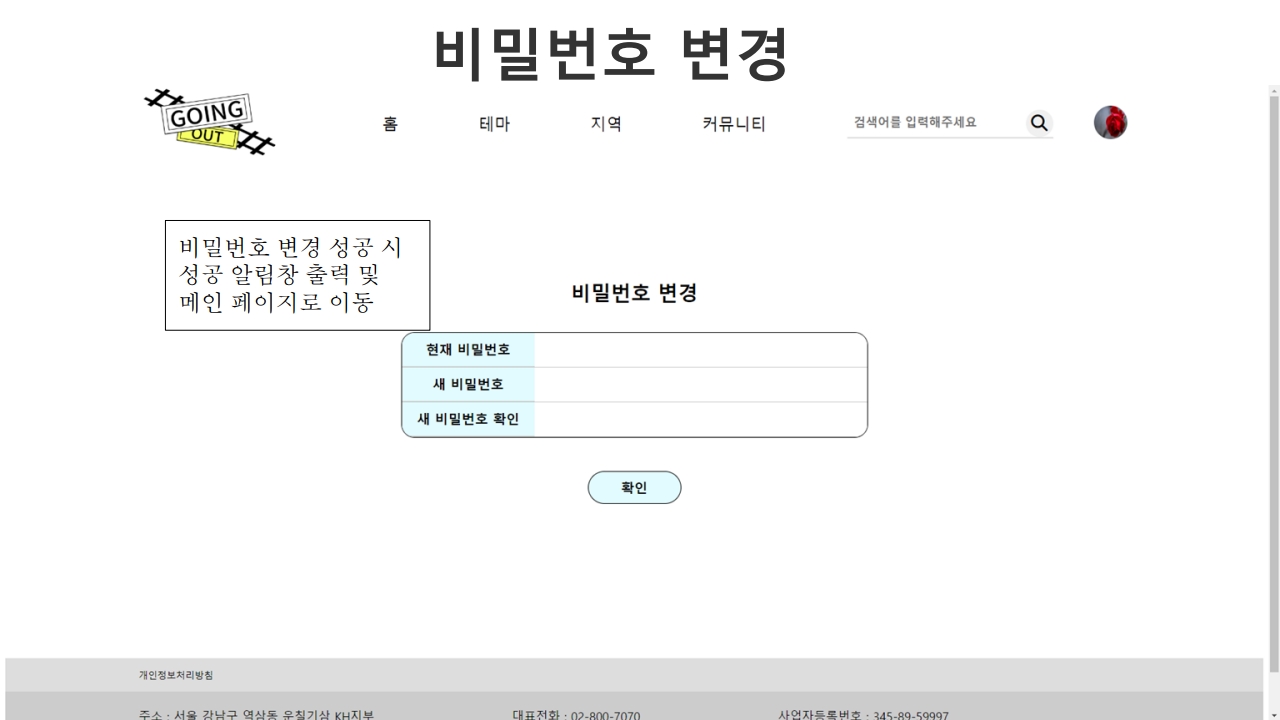 비밀번호 변경
GOING
OUT
홈 테마 지역 커뮤니티 검색어를 입력해주세요
비밀번호 변경 성공 시
성공 알림창 출력 및
메인 페이지로 이동
비밀번호 변경
현재 비밀번호
새 비밀번호
새 비밀번호 확인
확인
개인정보처리방침
주소 : 서울 강남구 역삼동 운칠기삼 KH지부 대표전화 : 02-800-7070 사업자등록번호 : 345-89-59997